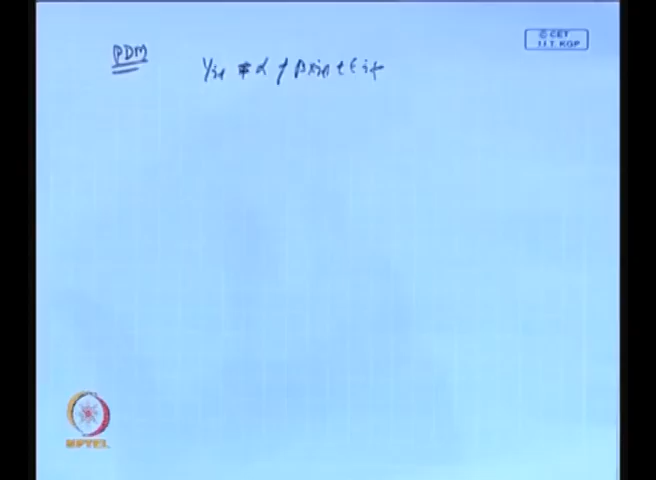 PDM
Yit = α + βxit + εit
© CET
I.I.T. KGP
NPTEL